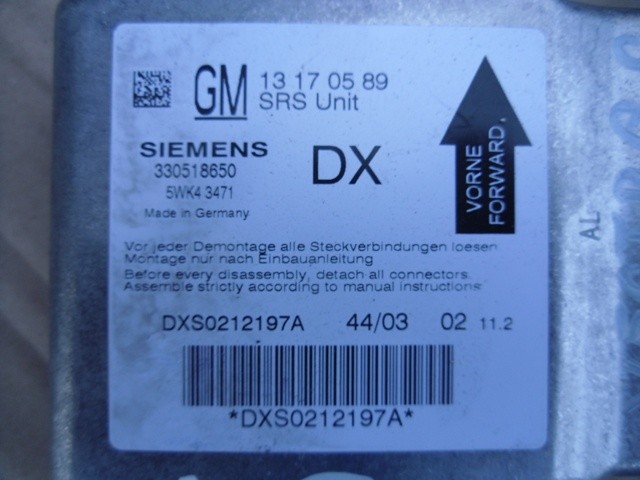 GM 13 17 05 89
SRS Unit
SIEMENS
330518650
5WK4 3471
Made in Germany
DX
VORNE
FORWARD.
AL
Vor jeder Demontage alle Steckverbindungen loesen
Montage nur nach Einbauanleitung
Before every disassembly, detach all connectors.
Assemble strictly according to manual instructions
DXS0212197A 44/03 02 11.2
*DXS0212197A*